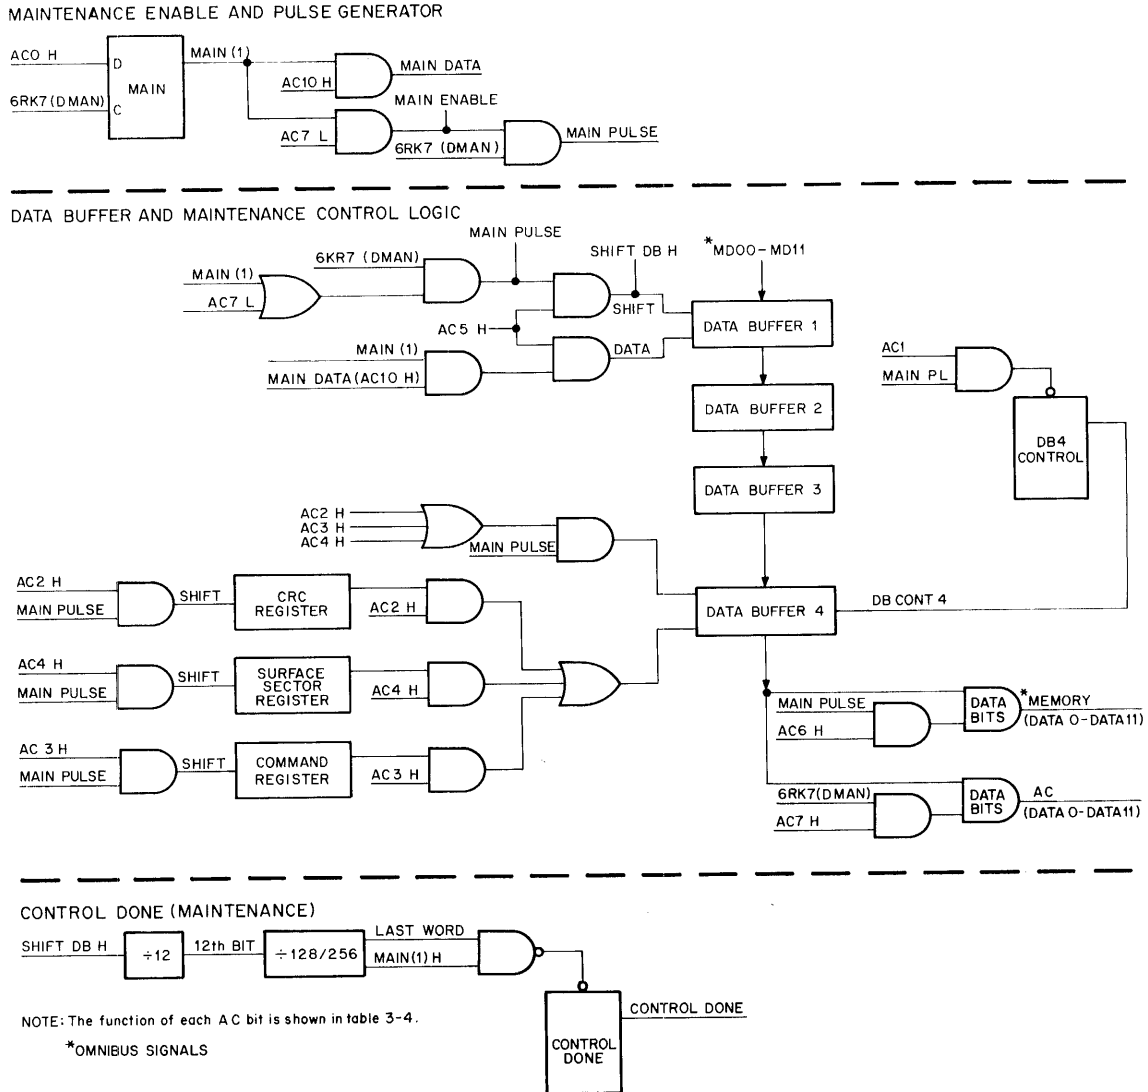 MAINTENANCE ENABLE AND PULSE GENERATOR
AC0 H
D
MAIN
MAIN (1)
6RK7 (DMAN)
C
AC10 H
MAIN DATA
MAIN ENABLE
AC7 L
6RK7 (DMAN)
MAIN PULSE
DATA BUFFER AND MAINTENANCE CONTROL LOGIC
MAIN PULSE
6KR7 (DMAN)
SHIFT DB H
*MD00-MD11
MAIN (1)
AC7 L
SHIFT
DATA BUFFER 1
AC5 H
MAIN (1)
DATA
MAIN DATA (AC10 H)
AC1
MAIN PL
DATA BUFFER 2
DB4
CONTROL
DATA BUFFER 3
AC2 H
AC3 H
AC4 H
MAIN PULSE
AC2 H
MAIN PULSE
SHIFT
CRC
REGISTER
AC2 H
DATA BUFFER 4
DB CONT 4
AC4 H
MAIN PULSE
SHIFT
SURFACE
SECTOR
REGISTER
AC4 H
MAIN PULSE
AC6 H
DATA
BITS
*MEMORY
(DATA 0-DATA11)
AC 3 H
MAIN PULSE
SHIFT
COMMAND
REGISTER
AC3 H
6RK7(DMAN)
AC7 H
DATA
BITS
AC
(DATA 0-DATA11)
CONTROL DONE (MAINTENANCE)
SHIFT DB H
÷12
12th BIT
÷128/256
LAST WORD
MAIN(1) H
CONTROL
DONE
CONTROL DONE
NOTE: The function of each AC bit is shown in table 3-4.
*OMNIBUS SIGNALS